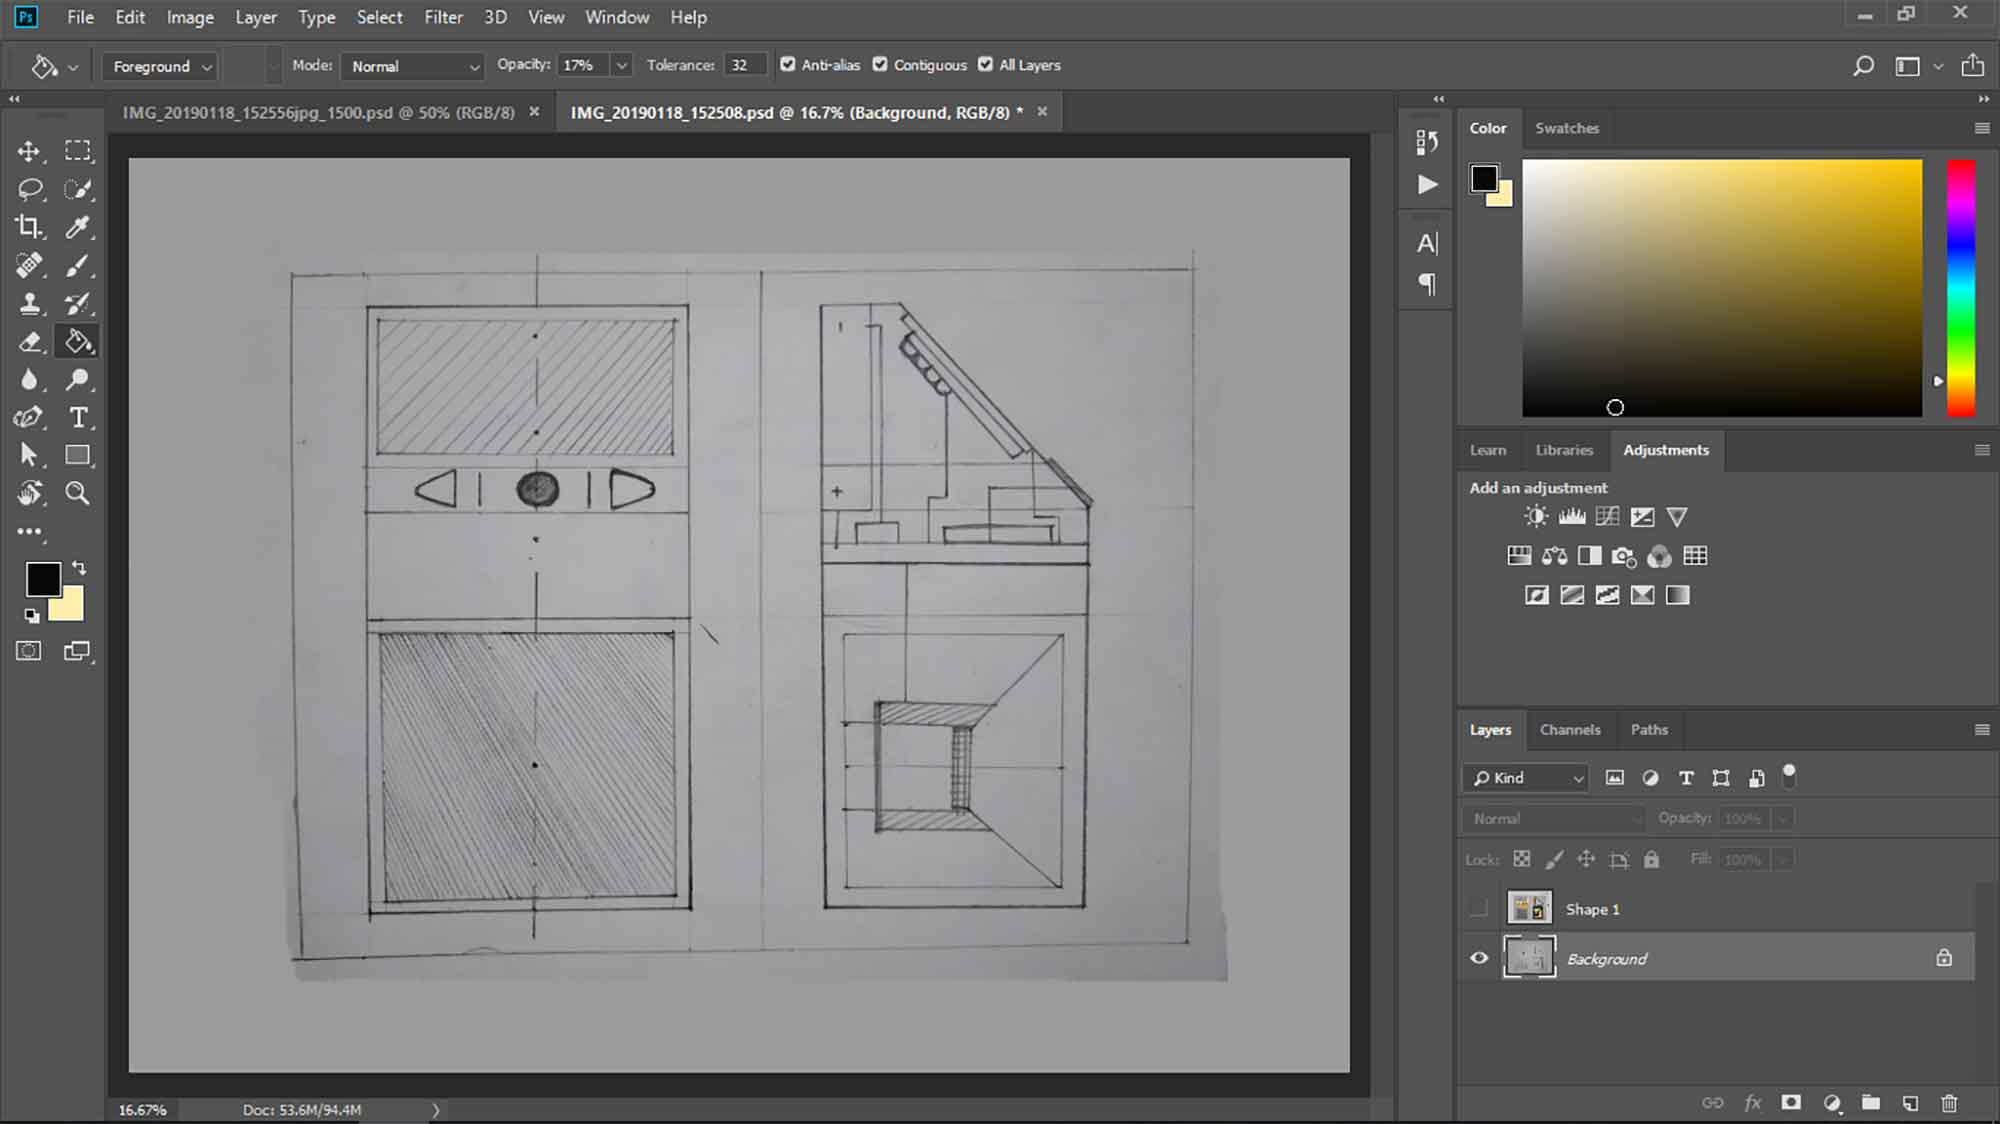 Ps File Edit Image Layer Type Select Filter 3D View Window Help
Foreground Mode: Normal Opacity: 17% Tolerance: 32 Anti-alias Contiguous All Layers
IMG_20190118_152556jpg_1500.psd @ 50% (RGB/8) × IMG_20190118_152508.psd @ 16.7% (Background, RGB/8) * ×
Color Swatches
Learn Libraries Adjustments
Add an adjustment
Layers Channels Paths
Kind
Normal Opacity: 100%
Lock: Fill: 100%
Shape 1
Background
fx
16.67% Doc: 53.6M/94.4M